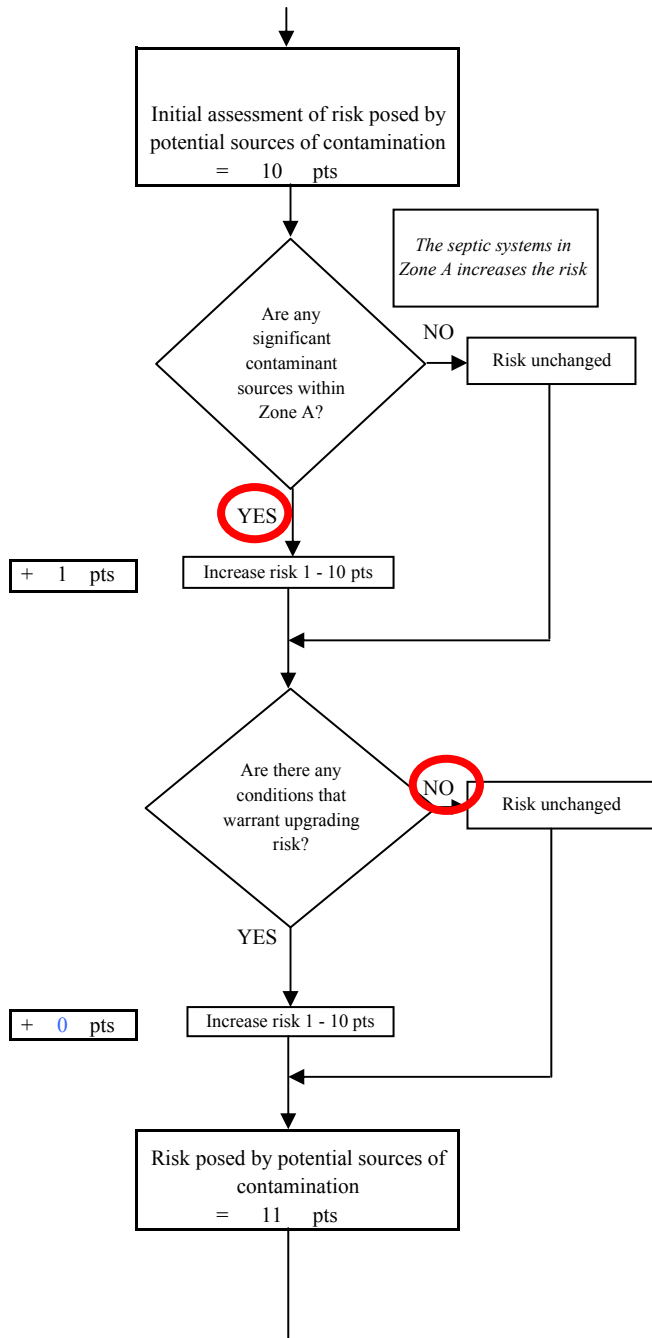 Initial assessment of risk posed by
potential sources of contamination
= 10 pts
The septic systems in
Zone A increases the risk
Are any
significant
contaminant
sources within
Zone A?
NO
Risk unchanged
YES
+ 1 pts
Increase risk 1 - 10 pts
Are there any
conditions that
warrant upgrading
risk?
NO
Risk unchanged
YES
+ 0 pts
Increase risk 1 - 10 pts
Risk posed by potential sources of
contamination
= 11 pts